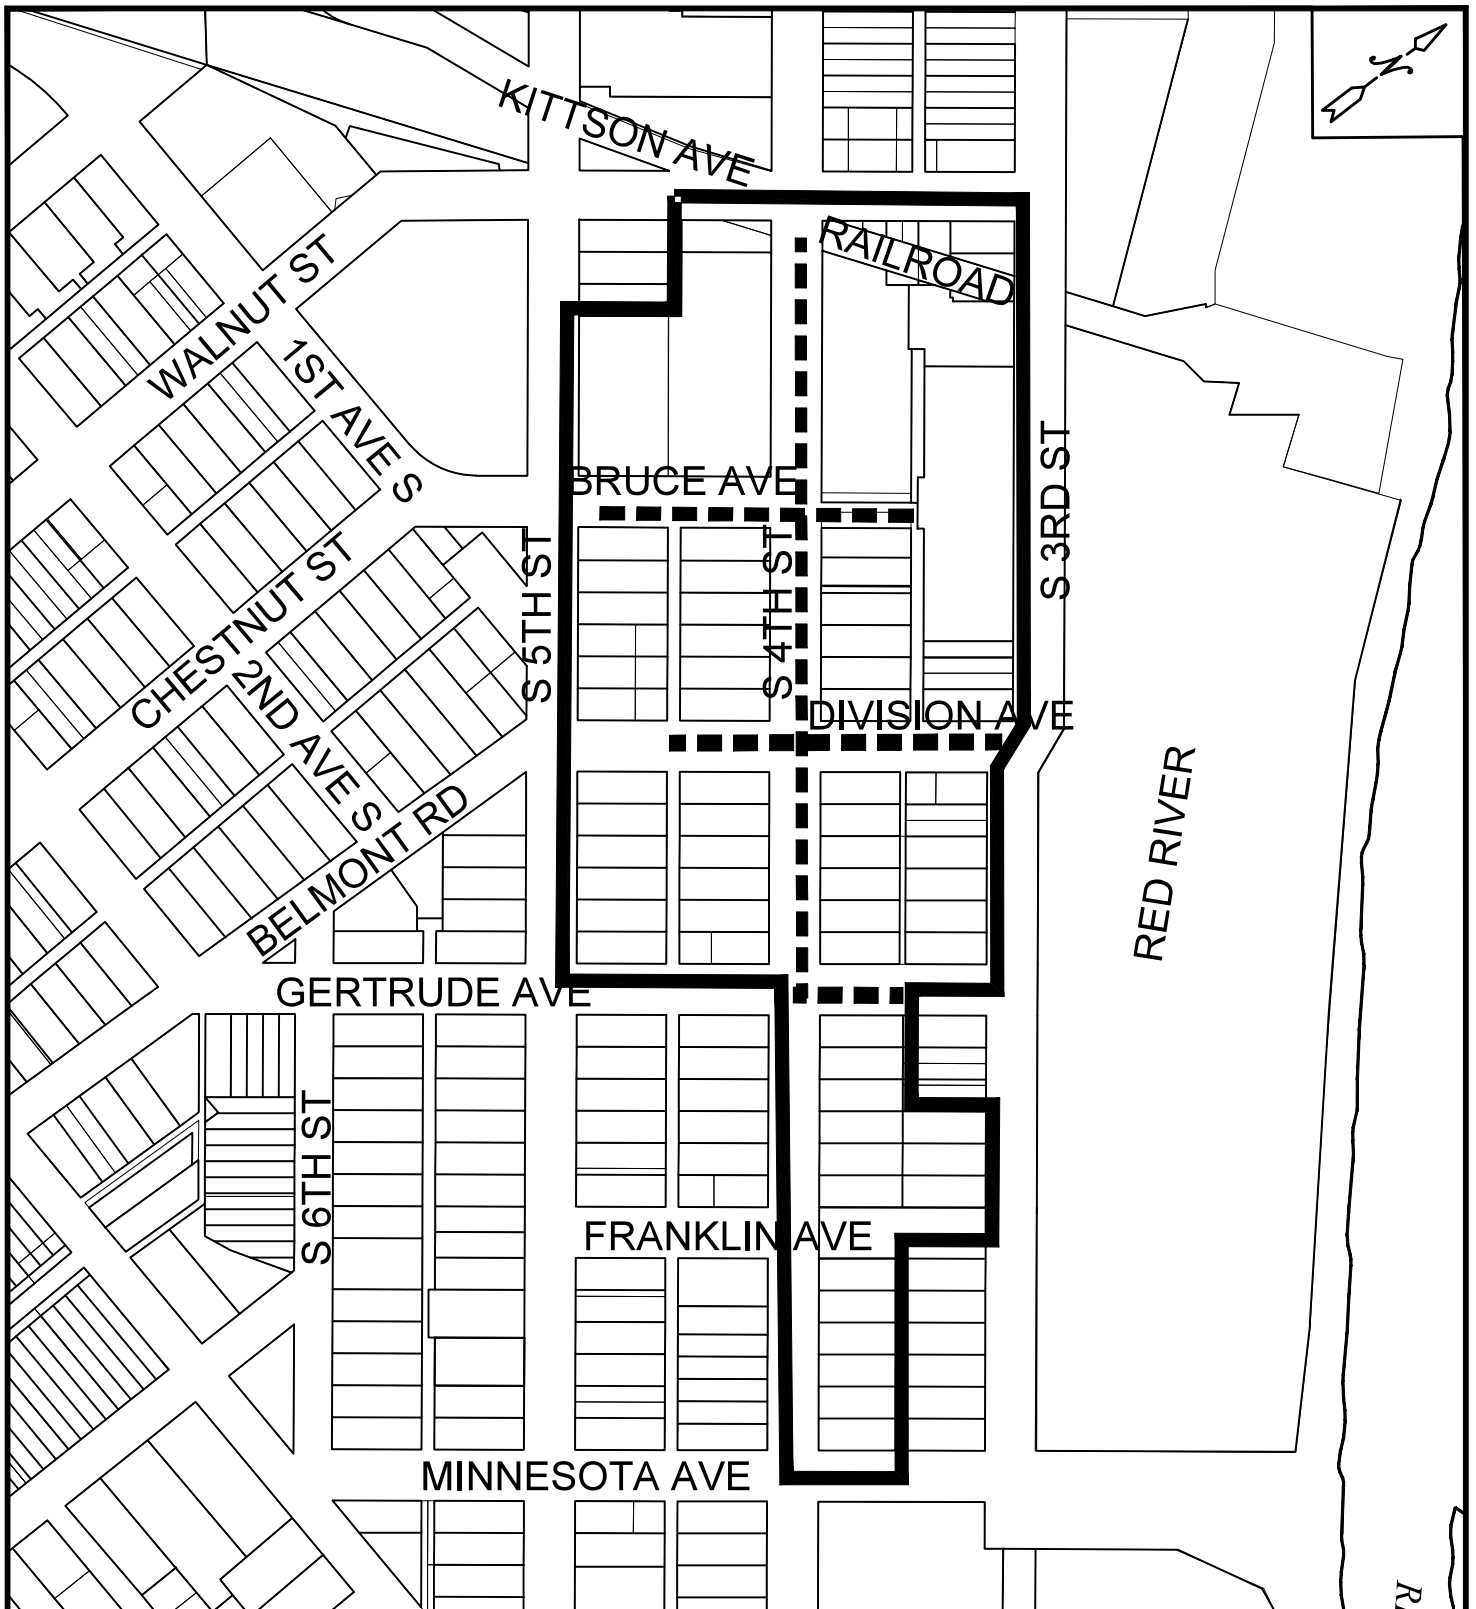 N
KITTSON AVE
RAILROAD
WALNUT ST
1ST AVE S
BRUCE AVE
S 3RD ST
S 5TH ST
S 4TH ST
CHESTNUT ST
2ND AVE S
DIVISION AVE
BELMONT RD
RED RIVER
GERTRUDE AVE
S 6TH ST
FRANKLIN AVE
MINNESOTA AVE